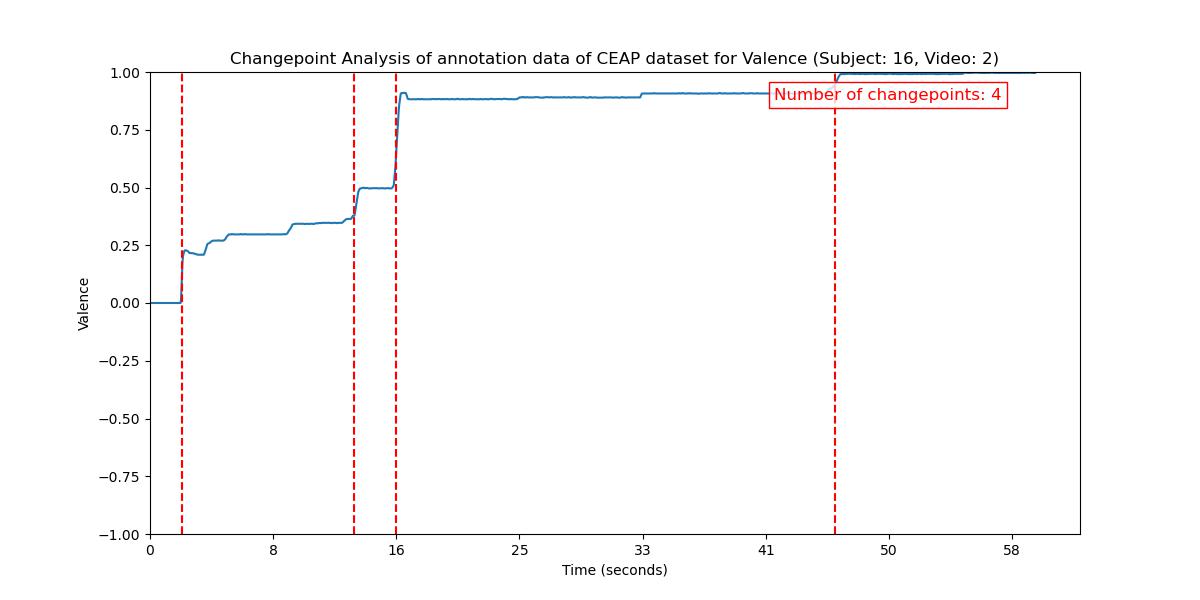 Changepoint Analysis of annotation data of CEAP dataset for Valence (Subject: 16, Video: 2)
Number of changepoints: 4
Valence
1.00
0.75
0.50
0.25
0.00
−0.25
−0.50
−0.75
−1.00
0 8 16 25 33 41 50 58
Time (seconds)